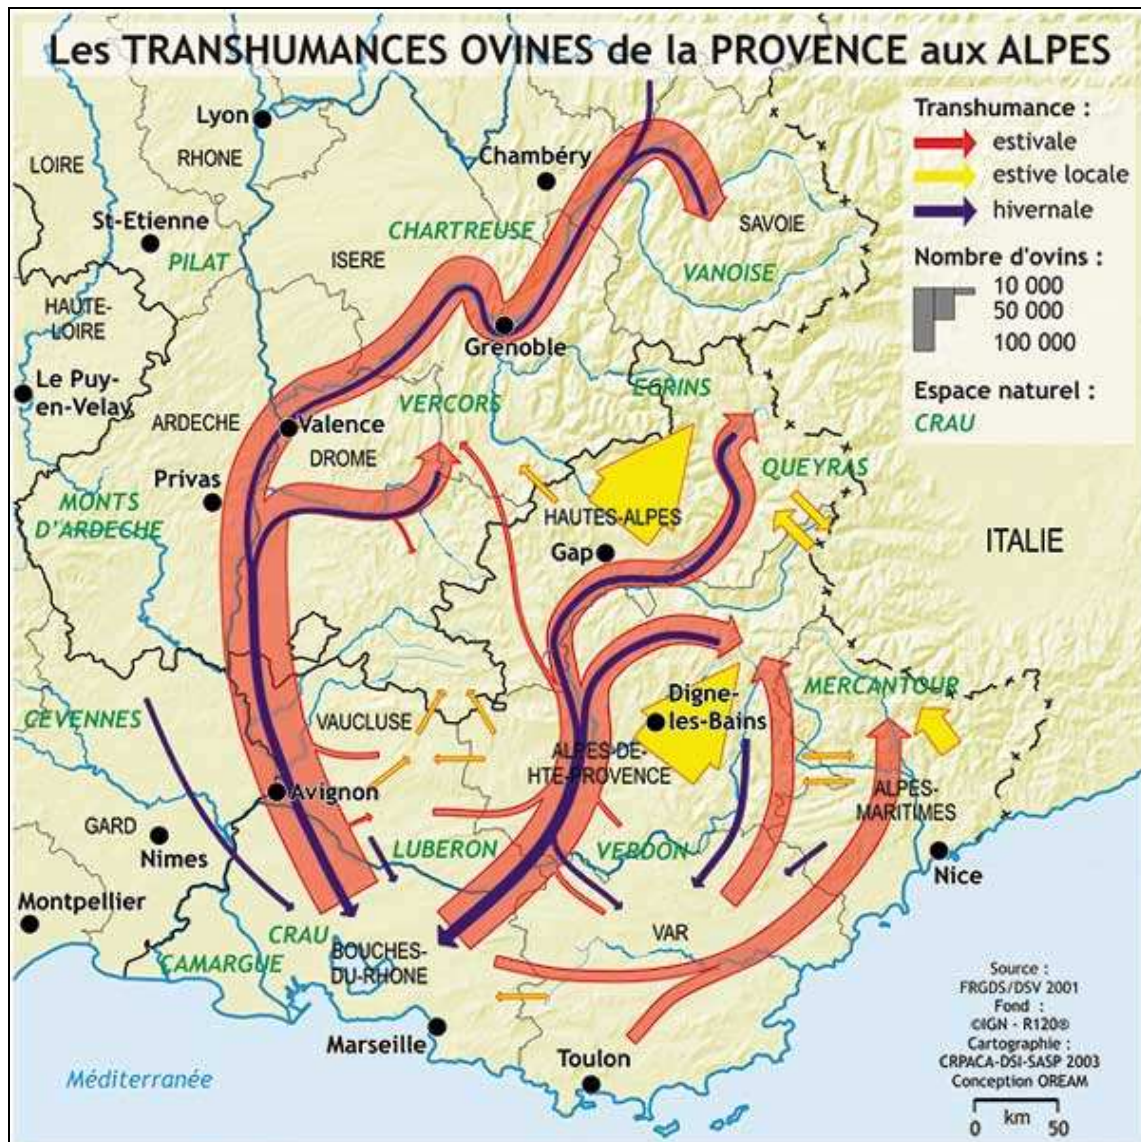 Les TRANSHUMANCES OVINES de la PROVENCE aux ALPES
Transhumance :
estivale
estive locale
hivernale
Nombre d'ovins :
10 000
50 000
100 000
Espace naturel :
CRAU
Lyon
LOIRE
RHONE
Chambéry
St-Etienne
PILAT
CHARTREUSE
SAVOIE
ISERE
VANOISE
HAUTE-
LOIRE
Grenoble
Le Puy-
en-Velay
EGRINS
VERCORS
ARDECHE
Valence
DROME
QUEYRAS
Privas
MONTS
D'ARDECHE
HAUTES-ALPES
Gap
ITALIE
CEVENNES
VAUCLUSE
Digne-
les-Bains
MERCANTOUR
ALPES-DE-
HTE-PROVENCE
Avignon
ALPES-
MARITIMES
GARD
Nimes
LUBERON
VERDON
Nice
Montpellier
CRAU
VAR
CAMARGUE
BOUCHES-
DU-RHONE
Marseille
Toulon
Méditerranée
Source :
FRGDS/DSV 2001
Fond :
©IGN - R120®
Cartographie :
CRPACA-DSI-SASP 2003
Conception OREAM
km
0 50